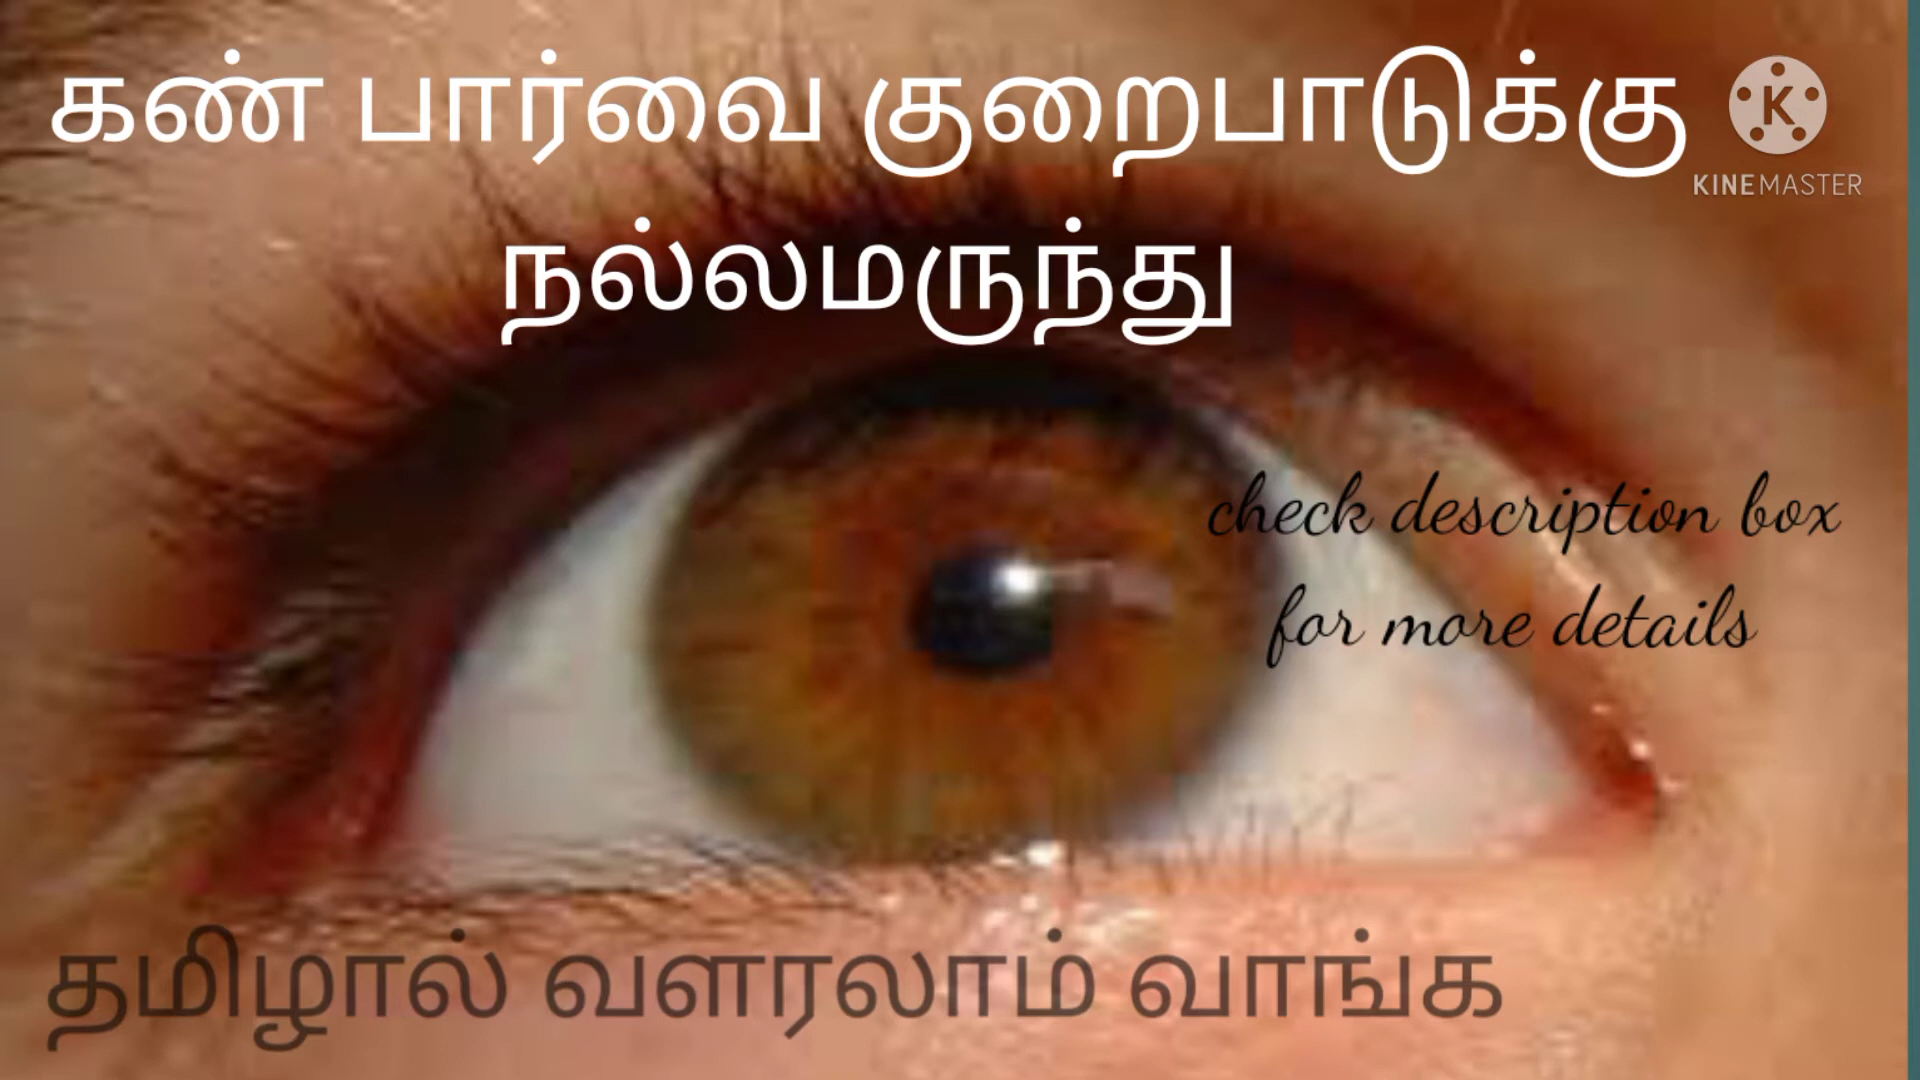 கண் பார்வை குறைபாடுக்கு
நல்லமருந்து
KINEMASTER
check description box
for more details
தமிழால் வளரலாம் வாங்க